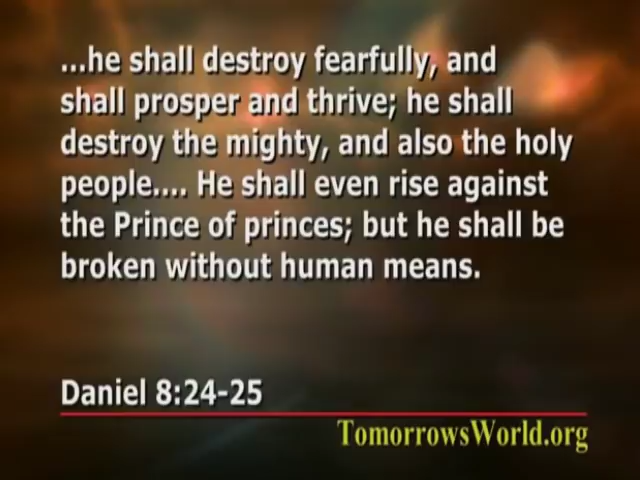 ...he shall destroy fearfully, and
shall prosper and thrive; he shall
destroy the mighty, and also the holy
people.... He shall even rise against
the Prince of princes; but he shall be
broken without human means.
Daniel 8:24-25
TomorrowsWorld.org